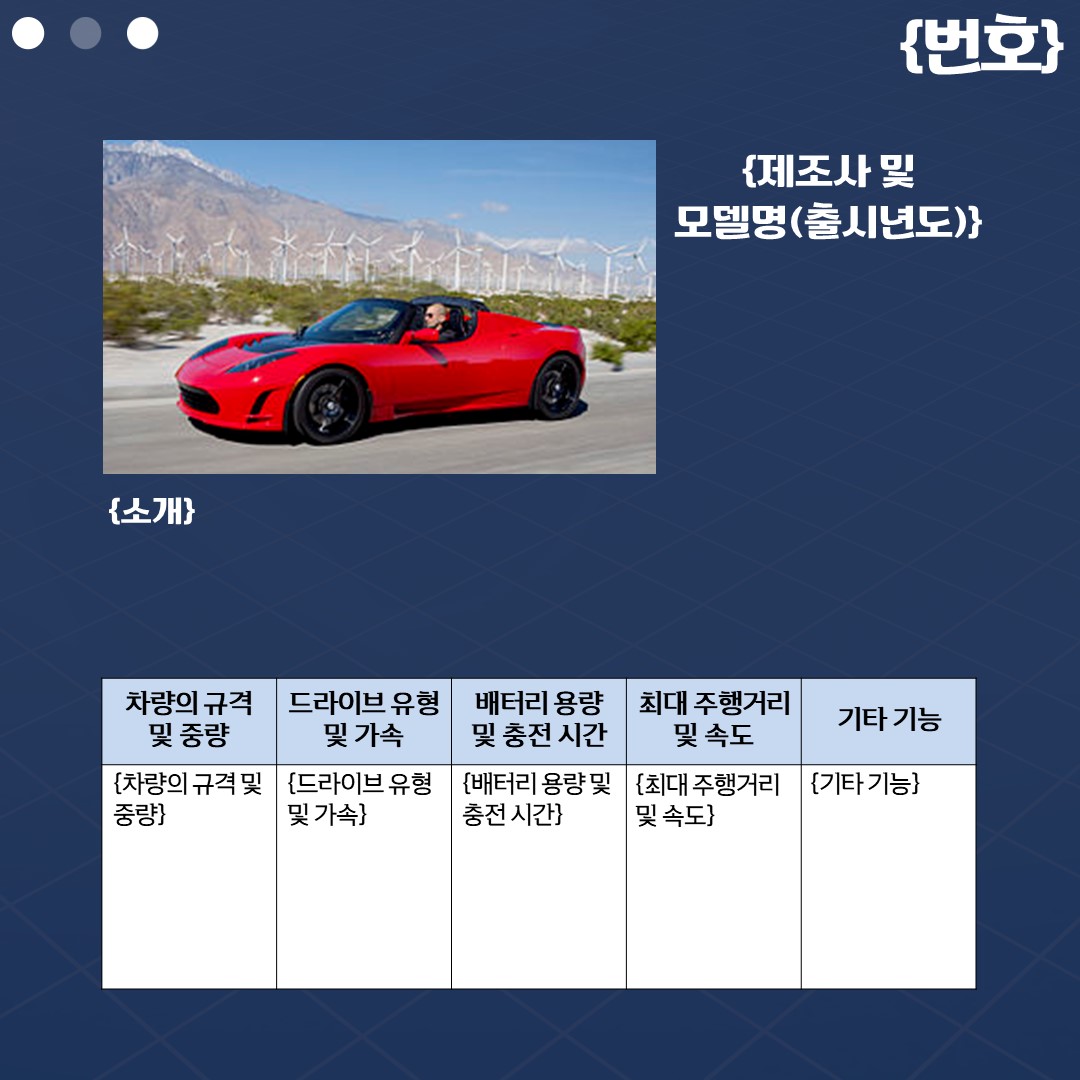 {번호}
{제조사 및
모델명(출시년도)}
{소개}
차량의 규격
및 중량
드라이브 유형
및 가속
배터리 용량
및 충전 시간
최대 주행거리
및 속도
기타 기능
{차량의 규격 및
중량}
{드라이브 유형
및 가속}
{배터리 용량 및
충전 시간}
{최대 주행거리
및 속도}
{기타 기능}